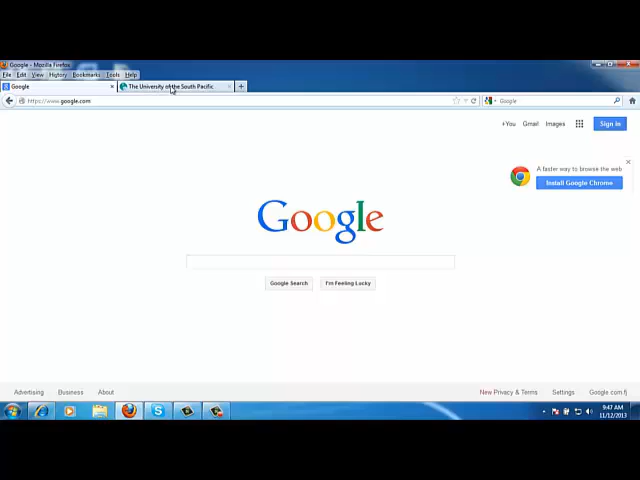 Google - Mozilla Firefox
File Edit View History Bookmarks Tools Help
Google The University of the South Pacific
https://www.google.com Google
+You Gmail Images Sign in
A faster way to browse the web
Install Google Chrome
Google
Google Search I'm Feeling Lucky
Advertising Business About New Privacy & Terms Settings Google.com.fj
9:47 AM
11/12/2013